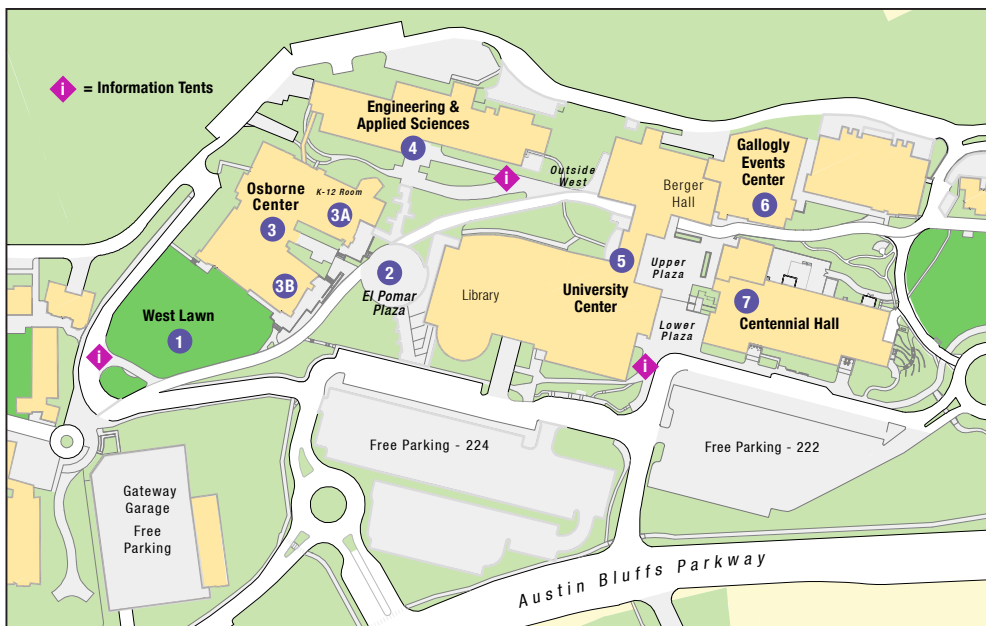 i = Information Tents
Engineering &
Applied Sciences
4
i
Outside
West
Berger
Hall
Gallogly
Events
Center
6
Osborne
Center
3
K-12 Room
3A
3B
2
El Pomar
Plaza
Library
University
Center
5
Upper
Plaza
Lower
Plaza
7
Centennial Hall
West Lawn
1
i
i
Free Parking - 224
Free Parking - 222
Gateway
Garage
Free
Parking
Austin Bluffs Parkway